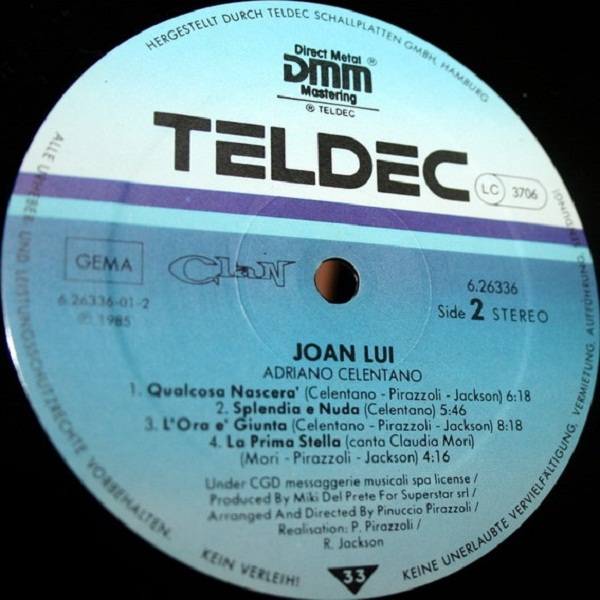 HERGESTELLT DURCH TELDEC SCHALLPLATTEN GMBH, HAMBURG
Direct Metal ®
DMM
Mastering
® TELDEC
TELDEC
LC 3706
GEMA
Clan
6.26336-01-2
℗ 1985
6.26336
Side 2 STEREO
JOAN LUI
ADRIANO CELENTANO
1. Qualcosa Nascera' (Celentano - Pirazzoli - Jackson) 6:18
2. Splendia e Nuda (Celentano) 5:46
3. L'Ora e' Giunta (Celentano - Pirazzoli - Jackson) 8:18
4. La Prima Stella (canta Claudia Mori)
(Mori - Pirazzoli - Jackson) 4:16
Under CGD messaggerie musicali spa license /
Produced By Miki Del Prete For Superstar srl /
Arranged And Directed By Pinuccio Pirazzoli /
Realisation: P. Pirazzoli /
R. Jackson
33
ALLE URHEBER UND LEISTUNGSSCHUTZRECHTE VORBEHALTEN.
KEIN VERLEIH!
KEINE UNERLAUBTE VERVIELFÄLTIGUNG, VERMIETUNG, AUFFÜHRUNG, SENDUNG!